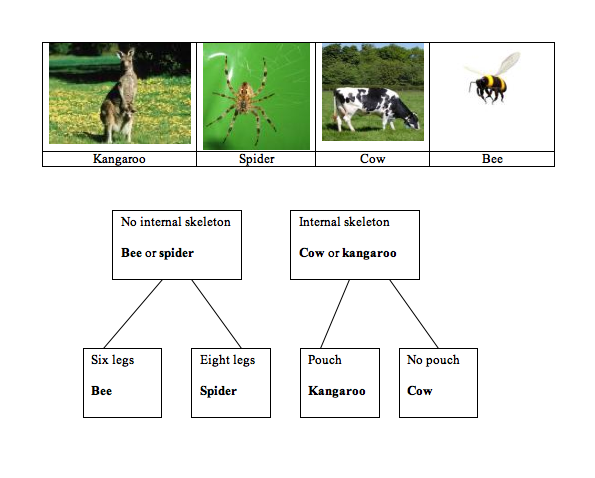 Kangaroo Spider Cow Bee
No internal skeleton
Bee or spider
Internal skeleton
Cow or kangaroo
Six legs
Bee
Eight legs
Spider
Pouch
Kangaroo
No pouch
Cow